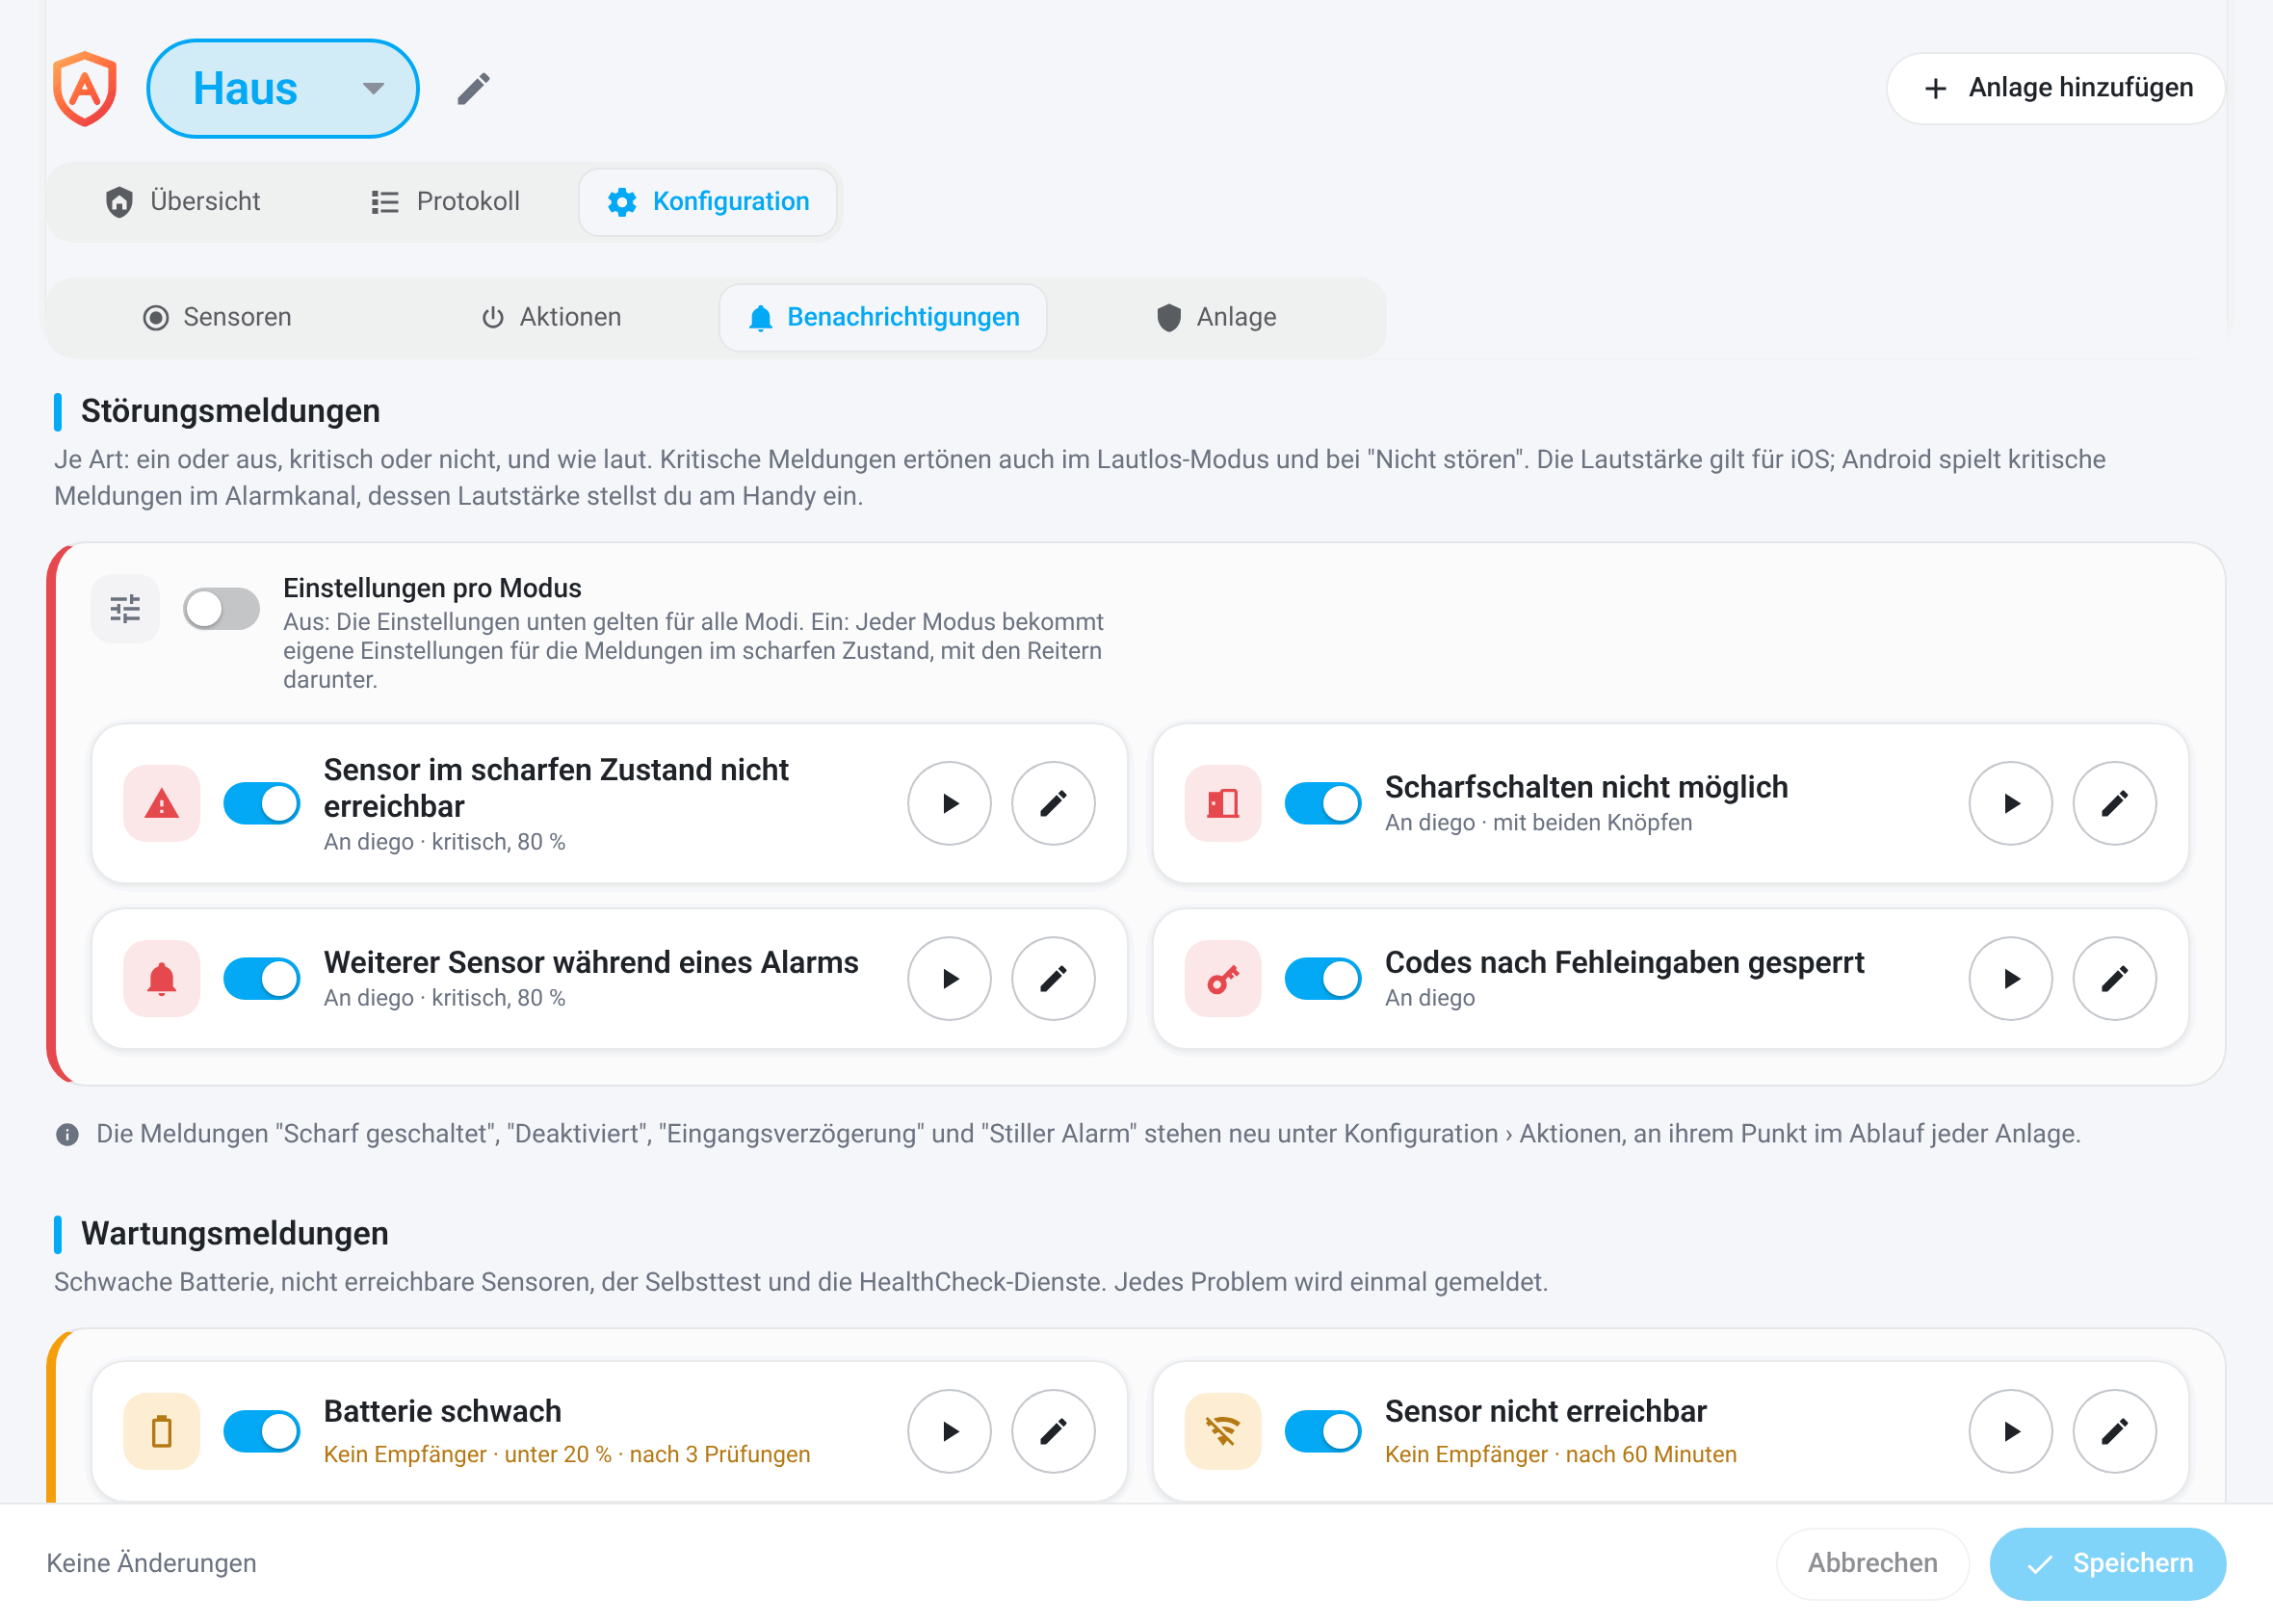 Haus
Anlage hinzufügen
Übersicht
Protokoll
Konfiguration
Sensoren
Aktionen
Benachrichtigungen
Anlage
Störungsmeldungen
Je Art: ein oder aus, kritisch oder nicht, und wie laut. Kritische Meldungen ertönen auch im Lautlos-Modus und bei "Nicht stören". Die Lautstärke gilt für iOS; Android spielt kritische
Meldungen im Alarmkanal, dessen Lautstärke stellst du am Handy ein.
Einstellungen pro Modus
Aus: Die Einstellungen unten gelten für alle Modi. Ein: Jeder Modus bekommt
eigene Einstellungen für die Meldungen im scharfen Zustand, mit den Reitern
darunter.
Sensor im scharfen Zustand nicht
erreichbar
An diego · kritisch, 80 %
Scharfschalten nicht möglich
An diego · mit beiden Knöpfen
Weiterer Sensor während eines Alarms
An diego · kritisch, 80 %
Codes nach Fehleingaben gesperrt
An diego
Die Meldungen "Scharf geschaltet", "Deaktiviert", "Eingangsverzögerung" und "Stiller Alarm" stehen neu unter Konfiguration › Aktionen, an ihrem Punkt im Ablauf jeder Anlage.
Wartungsmeldungen
Schwache Batterie, nicht erreichbare Sensoren, der Selbsttest und die HealthCheck-Dienste. Jedes Problem wird einmal gemeldet.
Batterie schwach
Kein Empfänger · unter 20 % · nach 3 Prüfungen
Sensor nicht erreichbar
Kein Empfänger · nach 60 Minuten
Keine Änderungen
Abbrechen
Speichern